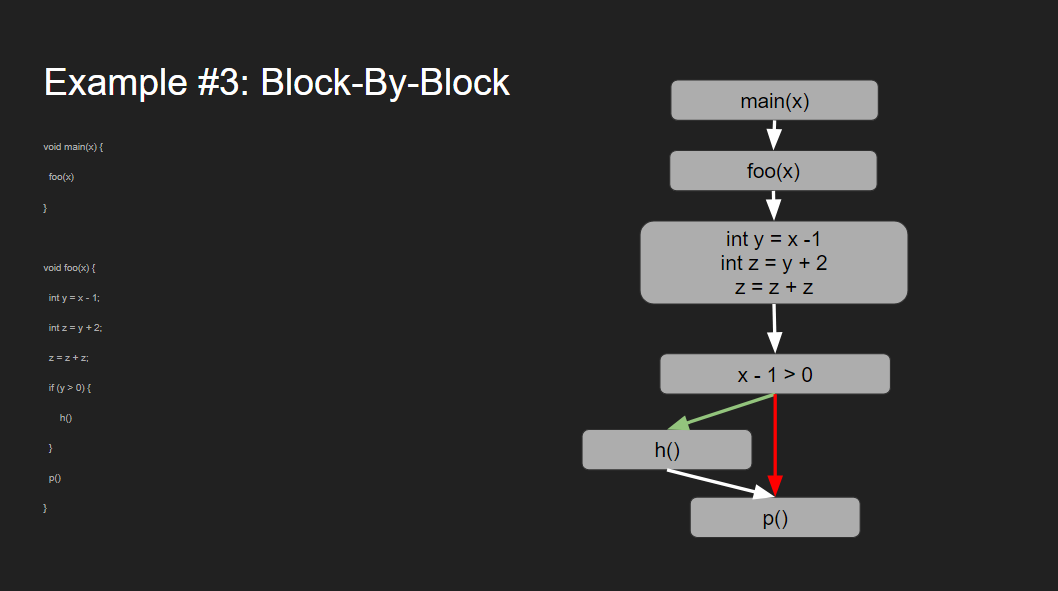 Example #3: Block-By-Block
void main(x) {
foo(x)
}
void foo(x) {
int y = x - 1;
int z = y + 2;
z = z + z;
if (y > 0) {
h()
}
p()
}
main(x)
foo(x)
int y = x -1
int z = y + 2
z = z + z
x - 1 > 0
h()
p()